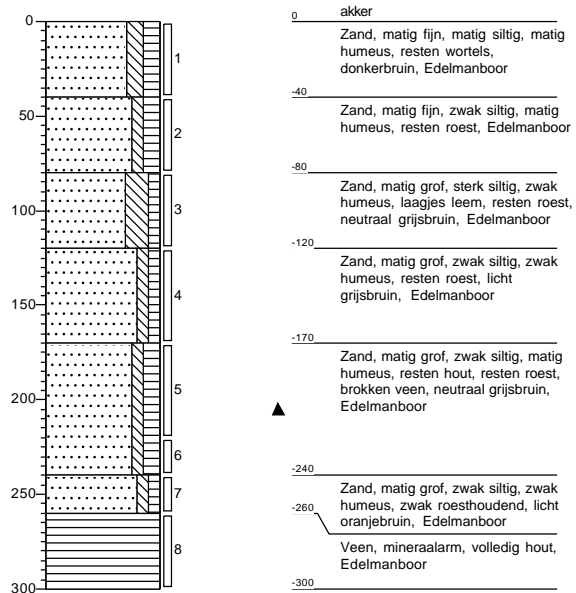 0
50
100
150
200
250
300
1
2
3
4
5
6
7
8
0
akker
Zand, matig fijn, matig siltig, matig
humeus, resten wortels,
donkerbruin, Edelmanboor
-40
Zand, matig fijn, zwak siltig, matig
humeus, resten roest, Edelmanboor
-80
Zand, matig grof, sterk siltig, zwak
humeus, laagjes leem, resten roest,
neutraal grijsbruin, Edelmanboor
-120
Zand, matig grof, zwak siltig, zwak
humeus, resten roest, licht
grijsbruin, Edelmanboor
-170
Zand, matig grof, zwak siltig, matig
humeus, resten hout, resten roest,
brokken veen, neutraal grijsbruin,
Edelmanboor
-240
Zand, matig grof, zwak siltig, zwak
humeus, zwak roesthoudend, licht
oranjebruin, Edelmanboor
-260
Veen, mineraalarm, volledig hout,
Edelmanboor
-300